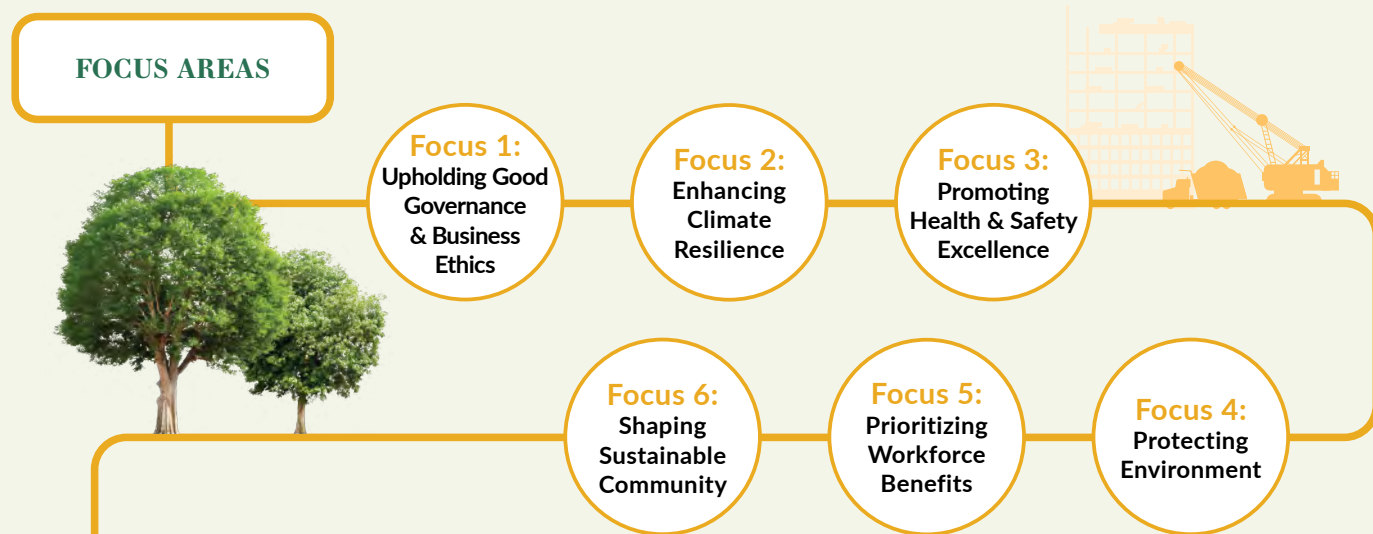 FOCUS AREAS
Focus 1:
Upholding Good
Governance
& Business
Ethics
Focus 2:
Enhancing
Climate
Resilience
Focus 3:
Promoting
Health & Safety
Excellence
Focus 4:
Protecting
Environment
Focus 5:
Prioritizing
Workforce
Benefits
Focus 6:
Shaping
Sustainable
Community